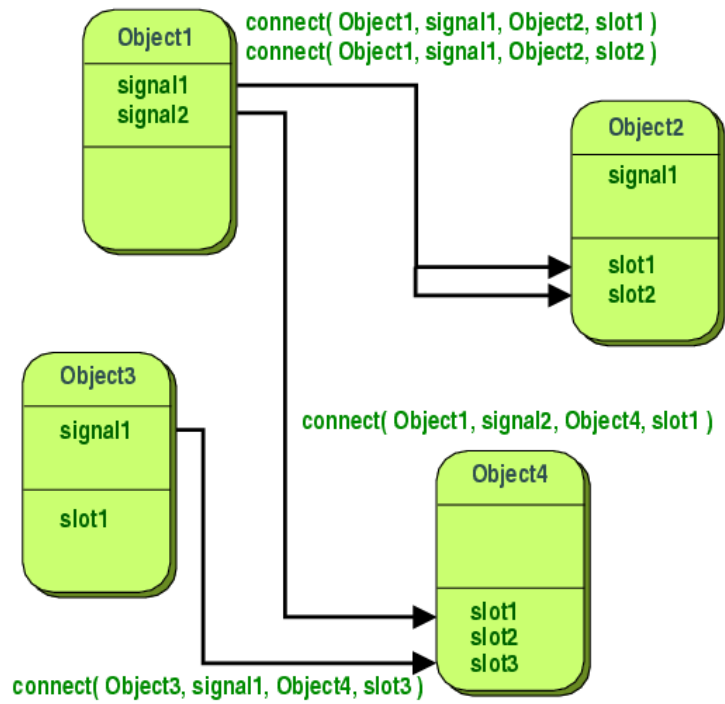 Object1
signal1
signal2
connect( Object1, signal1, Object2, slot1 )
connect( Object1, signal1, Object2, slot2 )
Object2
signal1
slot1
slot2
Object3
signal1
slot1
connect( Object1, signal2, Object4, slot1 )
Object4
slot1
slot2
slot3
connect( Object3, signal1, Object4, slot3 )